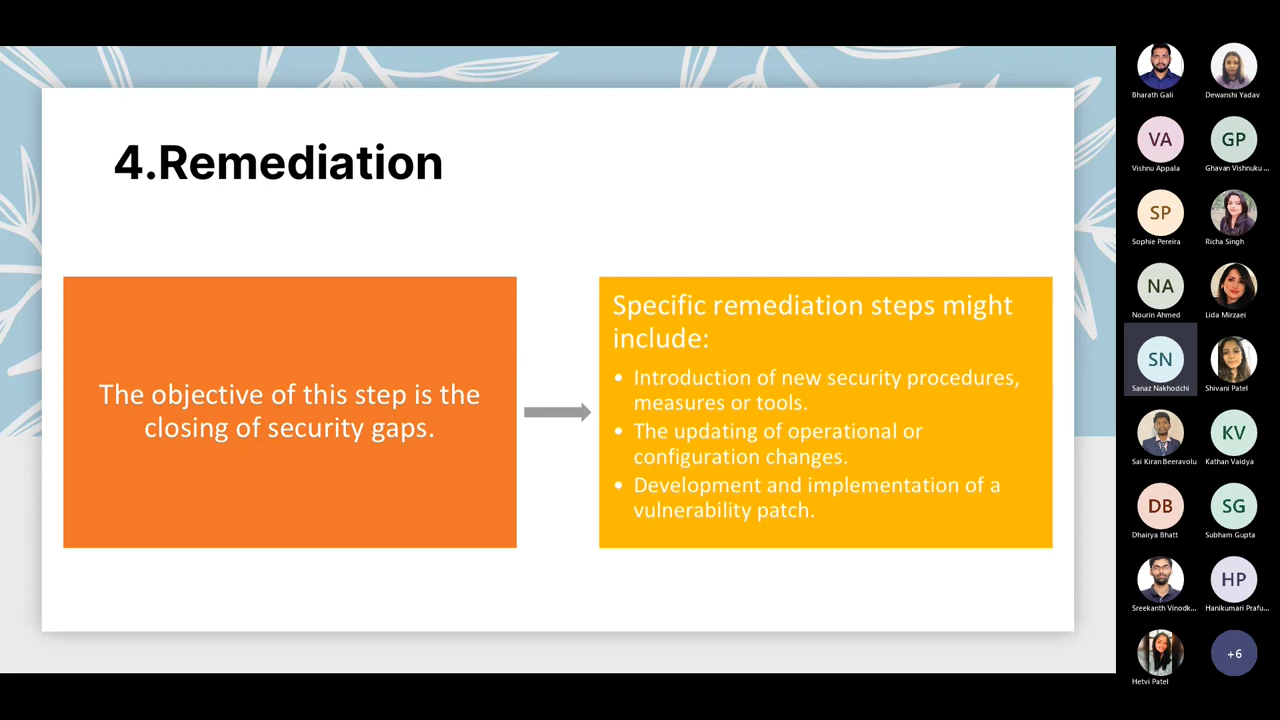 4.Remediation
The objective of this step is the
closing of security gaps.
Specific remediation steps might
include:
• Introduction of new security procedures,
measures or tools.
• The updating of operational or
configuration changes.
• Development and implementation of a
vulnerability patch.
Bharath Gali
Dewanshi Yadav
VA
Vishnu Appala
GP
Ghavan Vishnuku...
SP
Sophie Pereira
Richa Singh
NA
Nourin Ahmed
Lida Mirzaei
SN
Sanaz Nakhodchi
Shivani Patel
Sai Kiran Beeravolu
KV
Kathan Vaidya
DB
Dhairya Bhatt
SG
Subham Gupta
Sreekanth Vinodk...
HP
Hanikumari Prafu...
Hetvi Patel
+6